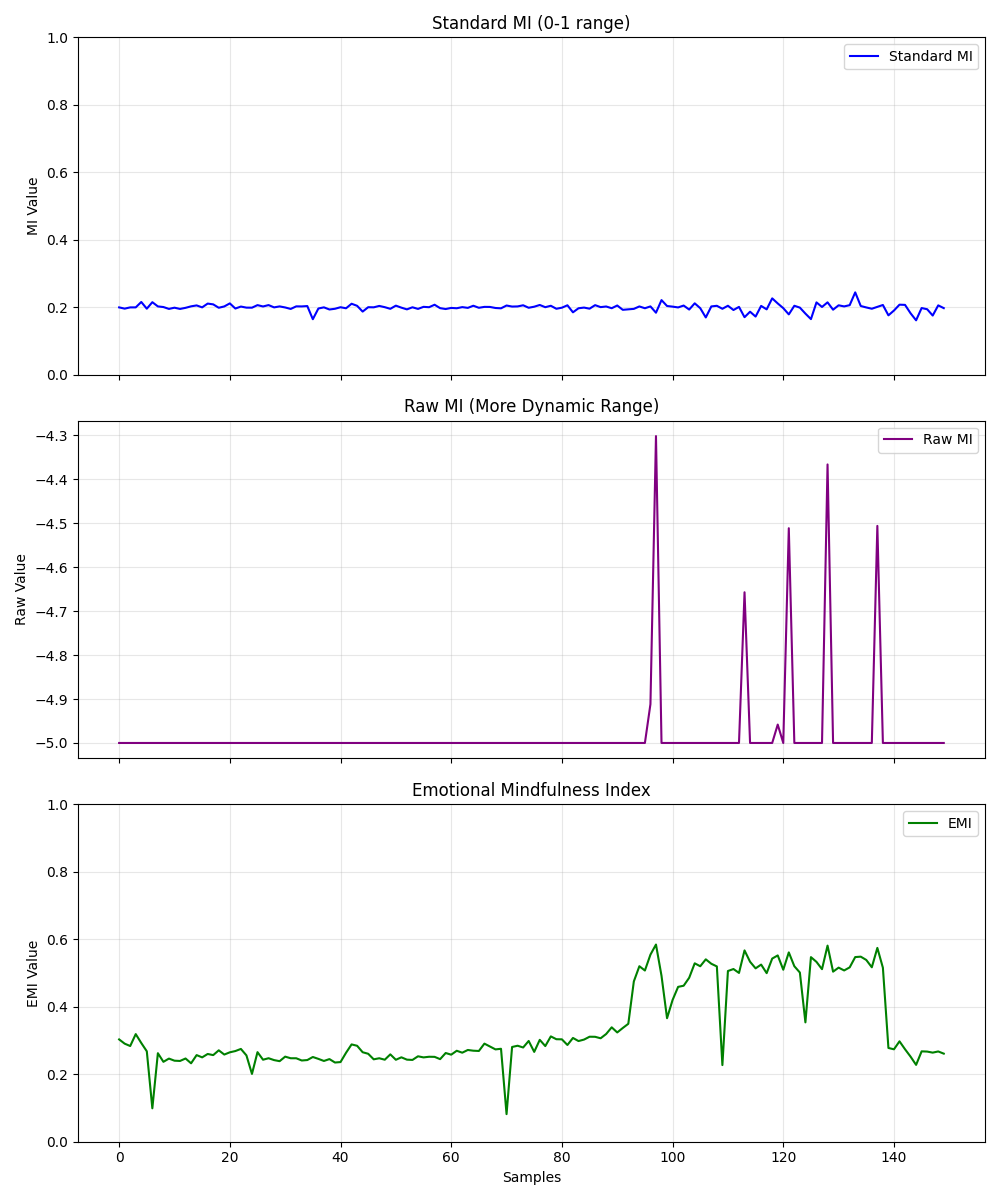 Standard MI (0-1 range)
1.0
Standard MI
0.8
0.6
MI Value
0.4
0.2
0.0
Raw MI (More Dynamic Range)
−4.3
Raw MI
−4.4
−4.5
−4.6
Raw Value
−4.7
−4.8
−4.9
−5.0
Emotional Mindfulness Index
1.0
EMI
0.8
0.6
EMI Value
0.4
0.2
0.0
0 20 40 60 80 100 120 140
Samples